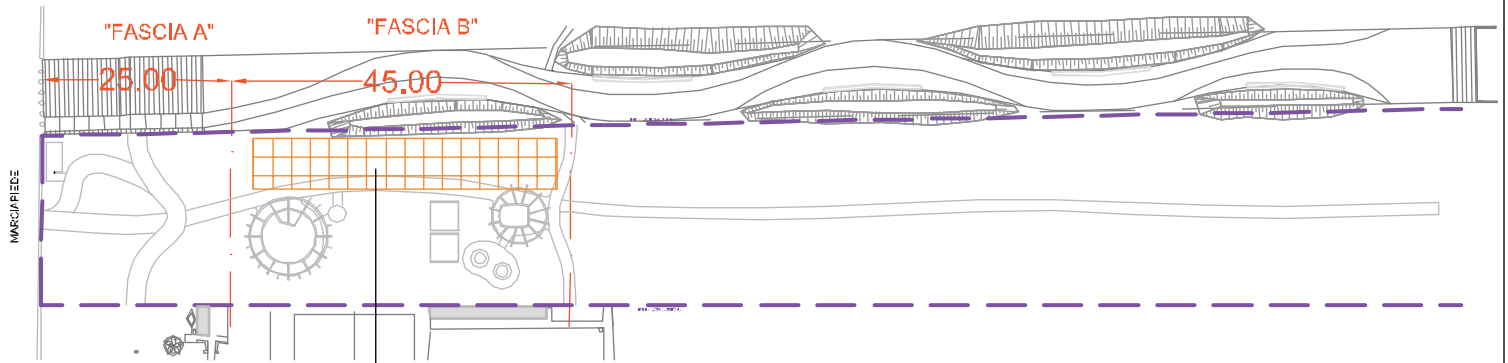 "FASCIA A"
"FASCIA B"
25.00
45.00
MARCIAPIEDE